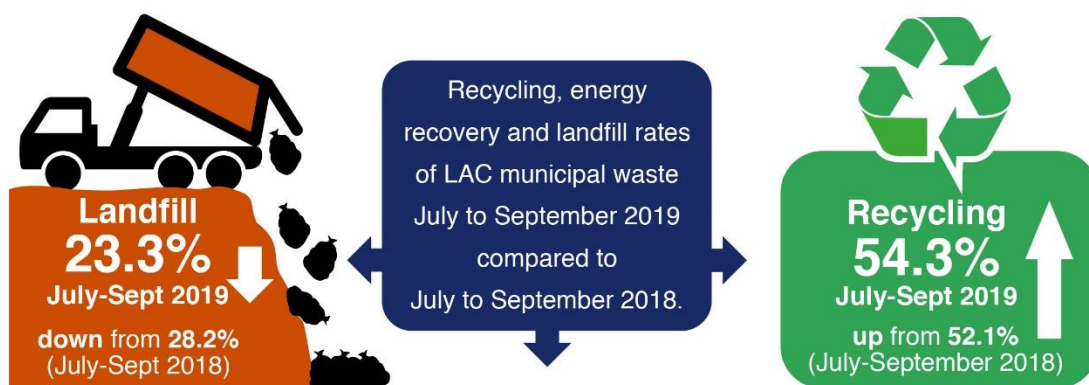 Landfill
23.3%
July-Sept 2019
down from 28.2%
(July-Sept 2018)
Recycling, energy
recovery and landfill rates
of LAC municipal waste
July to September 2019
compared to
July to September 2018.
Recycling
54.3%
July-Sept 2019
up from 52.1%
(July-September 2018)